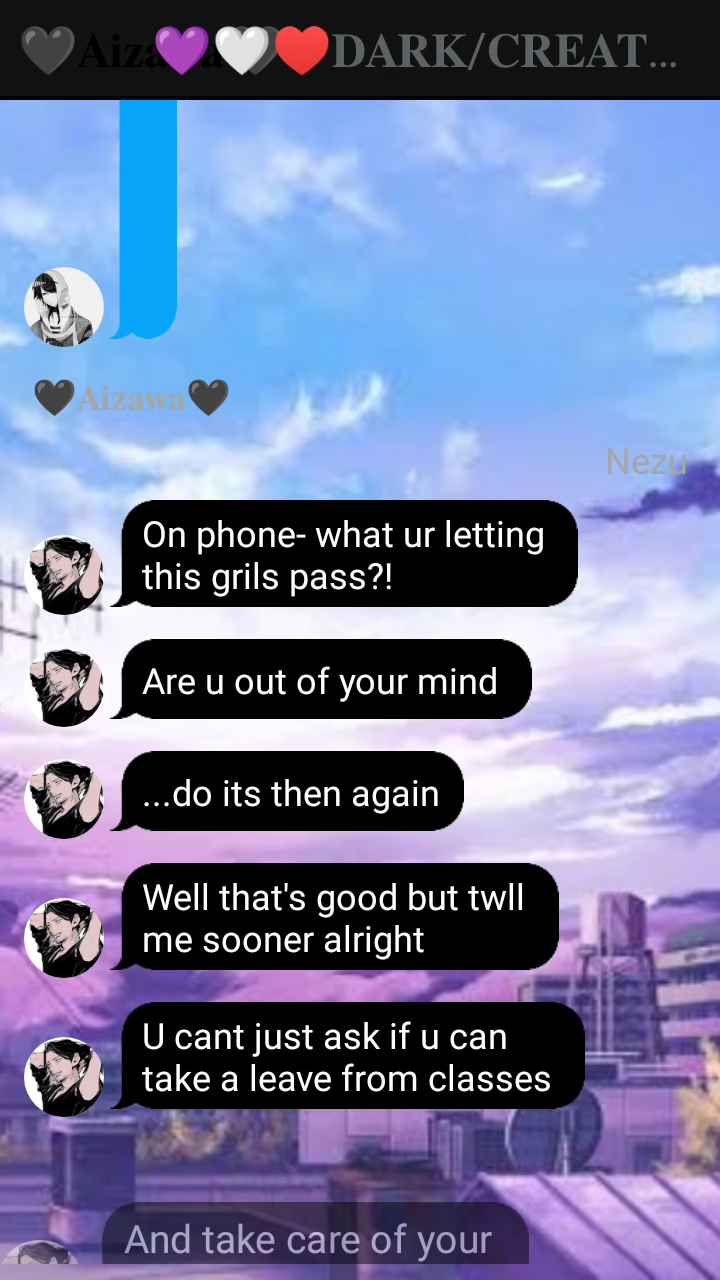 🖤Aizawa🖤
💜🤍❤️DARK/CREAT...
🖤Aizawa🖤
Nezu
On phone- what ur letting
this grils pass?!
Are u out of your mind
...do its then again
Well that's good but twll
me sooner alright
U cant just ask if u can
take a leave from classes
And take care of your